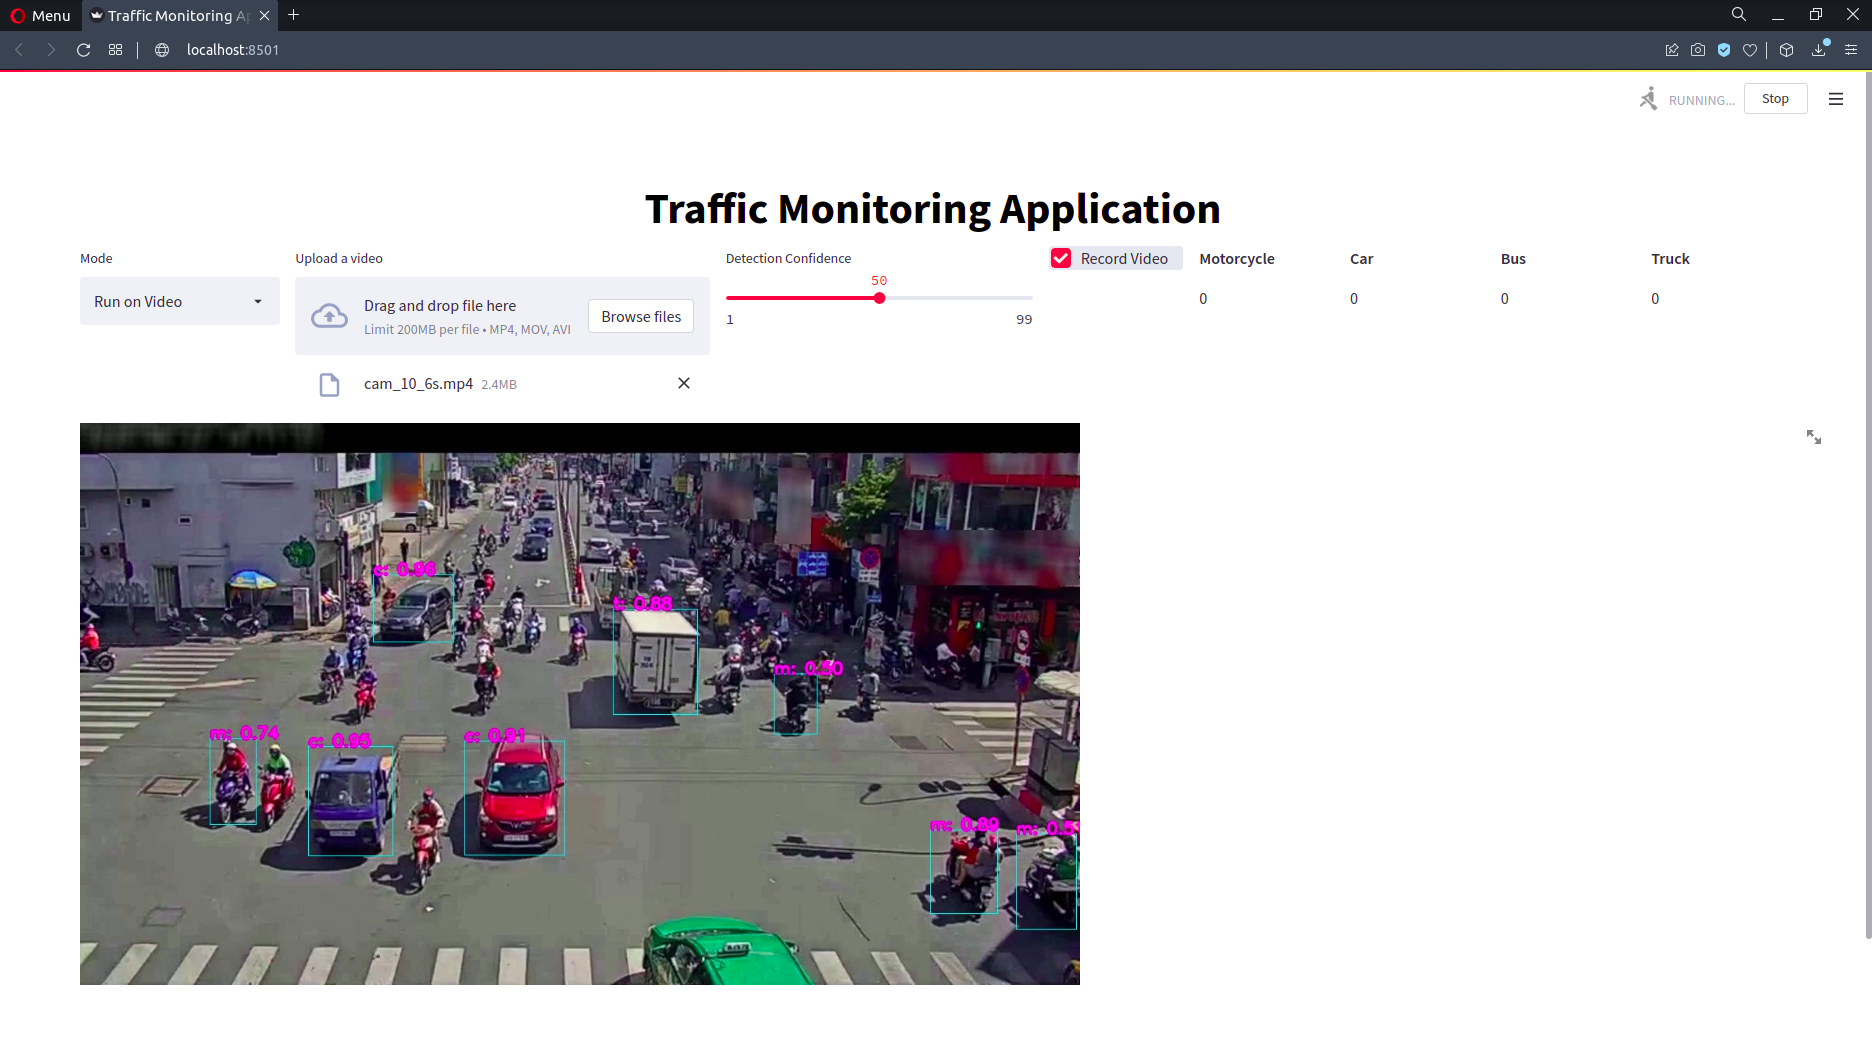 Menu
Traffic Monitoring Ap
localhost:8501
RUNNING...
Stop
Traffic Monitoring Application
Mode
Run on Video
Upload a video
Drag and drop file here
Limit 200MB per file • MP4, MOV, AVI
Browse files
cam_10_6s.mp4 2.4MB
Detection Confidence
50
1 99
Record Video
Motorcycle Car Bus Truck
0 0 0 0
c: 0.96
t: 0.88
m: 0.50
m: 0.74
c: 0.95
c: 0.91
m: 0.89
m: 0.5